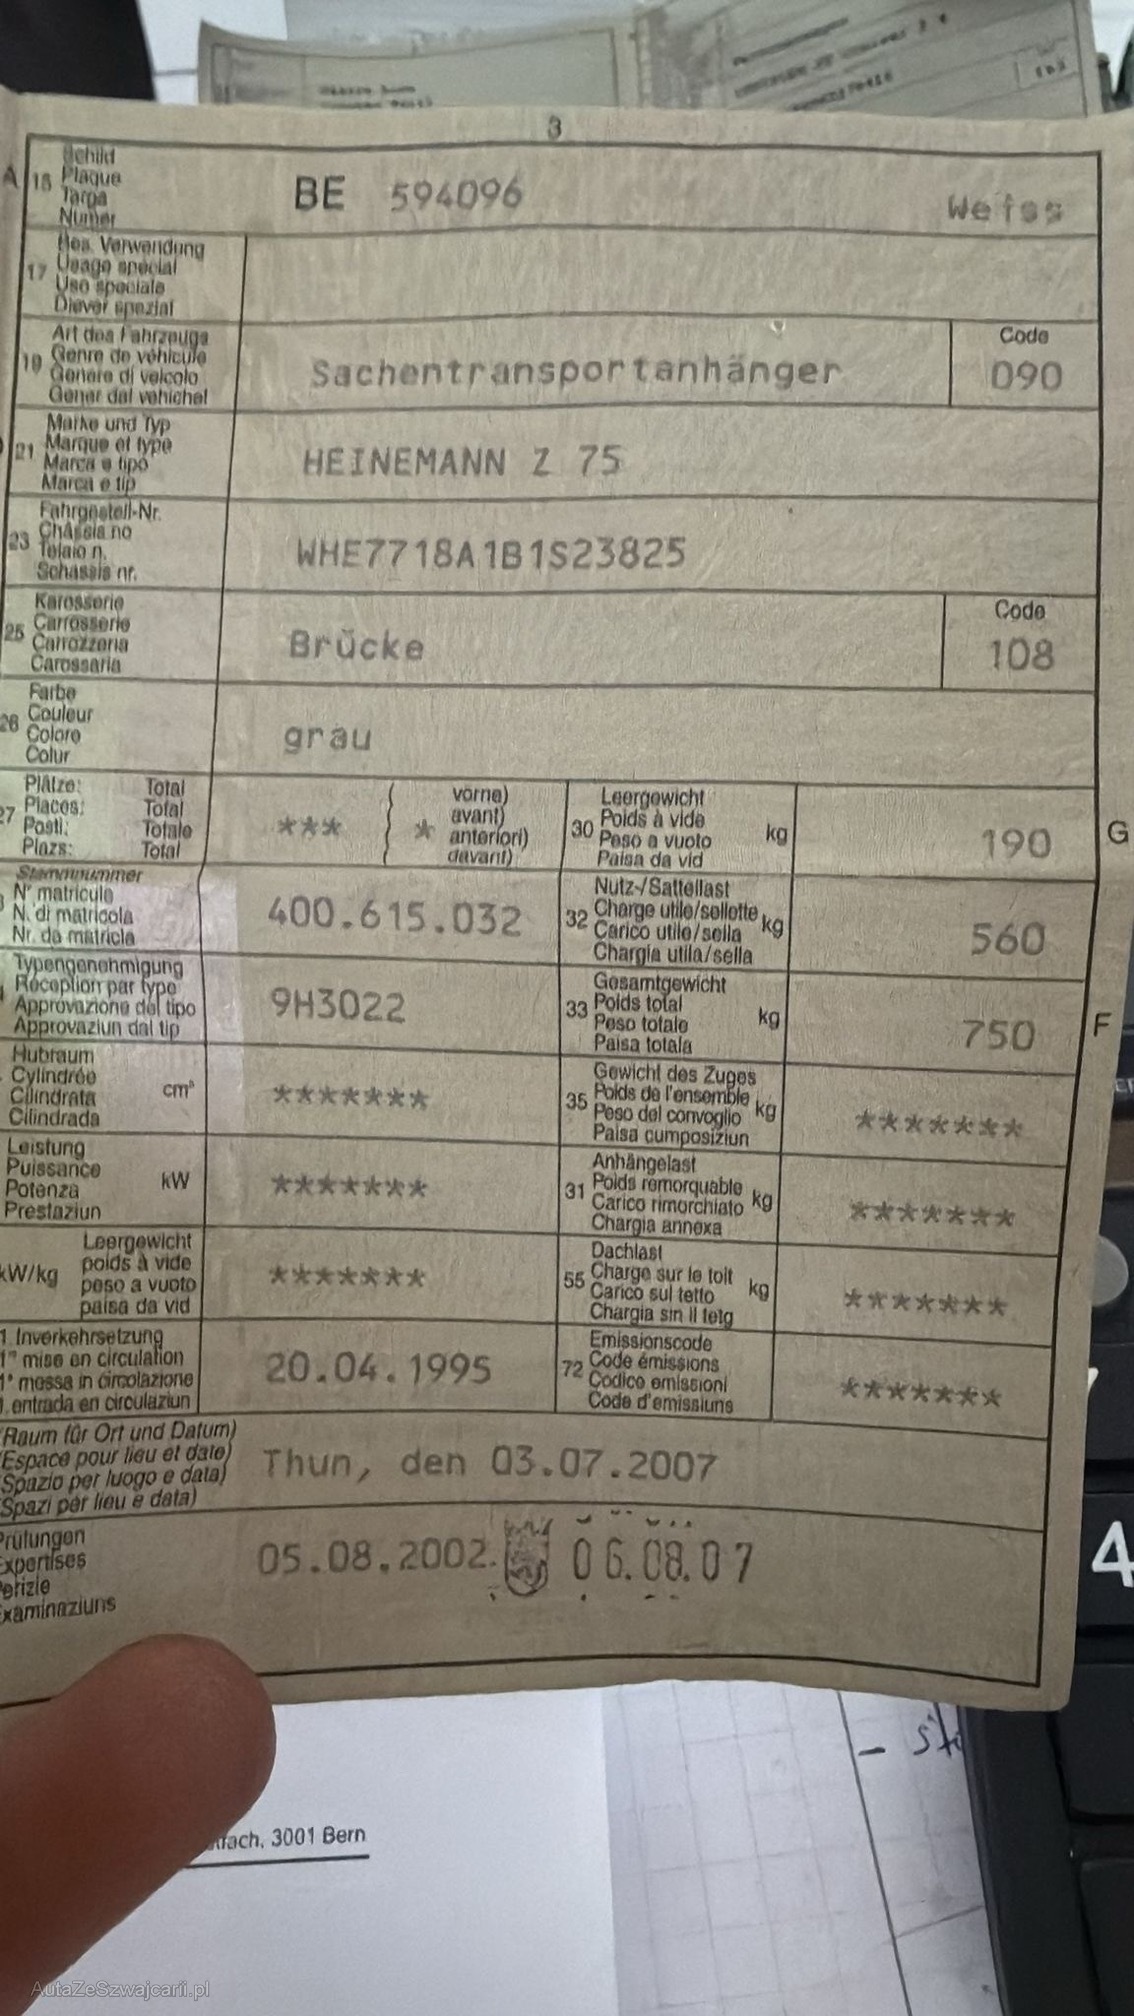 3
A
15 Schild
Plaque
Targa
Numer
BE 594096
Weiss
17 Bes. Verwendung
Usage spécial
Uso speciale
Diever spezial
19 Art des Fahrzeugs
Genre de véhicule
Genere di veicolo
Gener dal vehichel
Sachentransportanhänger
Code
090
21 Marke und Typ
Marque et type
Marca e tipo
Marca e tip
HEINEMANN Z 75
23 Fahrgestell-Nr.
Châssis no
Telaio n.
Schassis nr.
WHE7718A1B1S23825
25 Karosserie
Carrosserie
Carrozzeria
Carossaria
Brücke
Code
108
26 Farbe
Couleur
Colore
Colur
grau
27 Plätze: Total
Places: Total
Posti: Totale
Plazs: Total
*** ( * vorne)
avant)
anteriori)
davant)
30 Leergewicht
Poids à vide
Peso a vuoto
Paisa da vid
kg
190
G
Stammnummer
N° matricule
N. di matricola
Nr. da matricla
400.615.032
32 Nutz-/Sattellast
Charge utile/sellette
Carico utile/sella
Chargia utila/sella
kg
560
Typengenehmigung
Réception par type
Approvazione del tipo
Approvaziun dal tip
9H3022
33 Gesamtgewicht
Poids total
Peso totale
Paisa totala
kg
750
F
Hubraum
Cylindrée
Cilindrata
Cilindrada
cm³
*******
35 Gewicht des Zuges
Poids de l'ensemble
Peso del convoglio
Paisa cumposiziun
kg
*******
Leistung
Puissance
Potenza
Prestaziun
kW
*******
31 Anhängelast
Poids remorquable
Carico rimorchiato
Chargia annexa
kg
*******
kW/kg
Leergewicht
poids à vide
peso a vuoto
paisa da vid
*******
55 Dachlast
Charge sur le toit
Carico sul tetto
Chargia sin il tetg
kg
*******
1. Inverkehrsetzung
1re mise en circulation
1a messa in circolazione
1. entrada en circulaziun
20.04.1995
72 Emissionscode
Code émissions
Codice emissioni
Code d'emissiuns
*******
(Raum für Ort und Datum)
(Espace pour lieu et date)
(Spazio per luogo e data)
(Spazi per lieu e data)
Thun, den 03.07.2007
Prüfungen
Expertises
Perizie
Examinaziuns
05.08.2002.
06.08.07
4
- st
fach, 3001 Bern
AutaZeSzwajcarii.pl